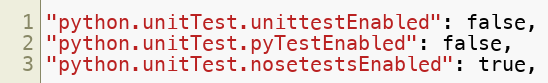 1 "python.unitTest.unittestEnabled": false,
2 "python.unitTest.pyTestEnabled": false,
3 "python.unitTest.nosetestsEnabled": true,